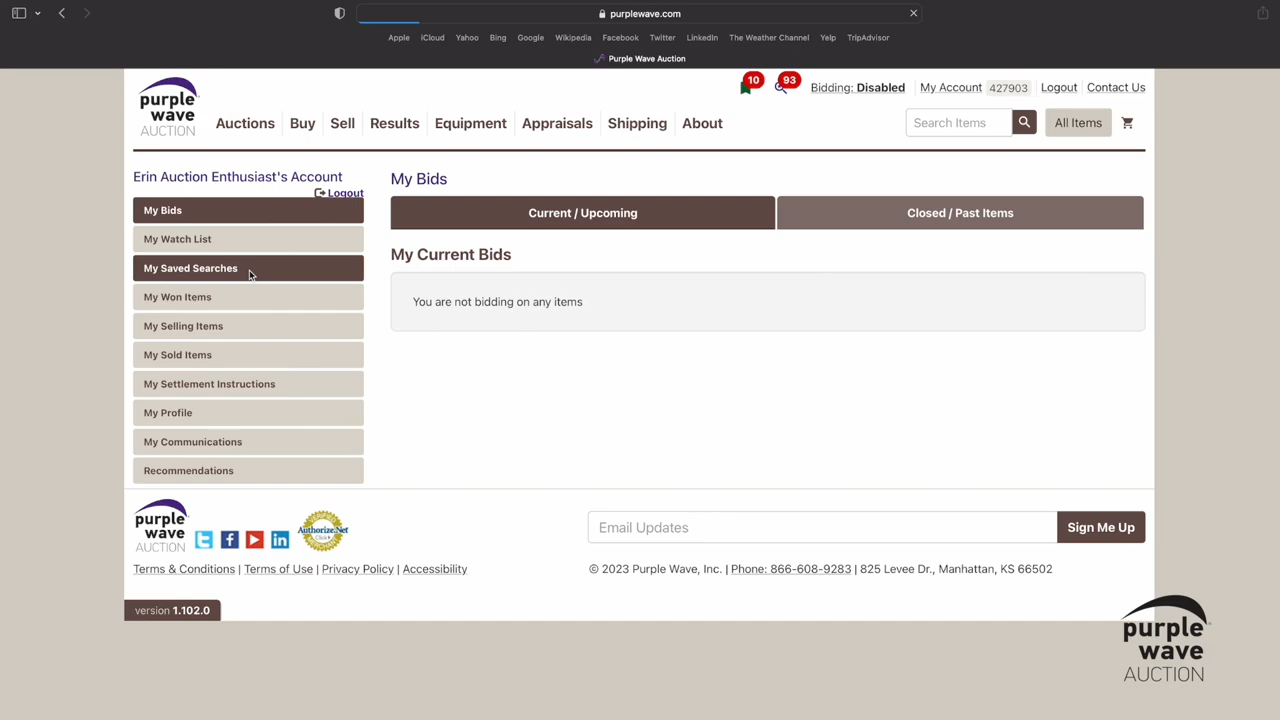 purplewave.com
Apple iCloud Yahoo Bing Google Wikipedia Facebook Twitter LinkedIn The Weather Channel Yelp TripAdvisor
Purple Wave Auction
purple
wave
AUCTION
10 93 Bidding: Disabled My Account 427903 Logout Contact Us
Auctions Buy Sell Results Equipment Appraisals Shipping About
Search Items All Items
Erin Auction Enthusiast's Account
Logout
My Bids
My Watch List
My Saved Searches
My Won Items
My Selling Items
My Sold Items
My Settlement Instructions
My Profile
My Communications
Recommendations
My Bids
Current / Upcoming Closed / Past Items
My Current Bids
You are not bidding on any items
purple
wave
AUCTION
Authorize.Net
Click
Email Updates Sign Me Up
Terms & Conditions | Terms of Use | Privacy Policy | Accessibility
© 2023 Purple Wave, Inc. | Phone: 866-608-9283 | 825 Levee Dr., Manhattan, KS 66502
version 1.102.0
purple
wave
AUCTION